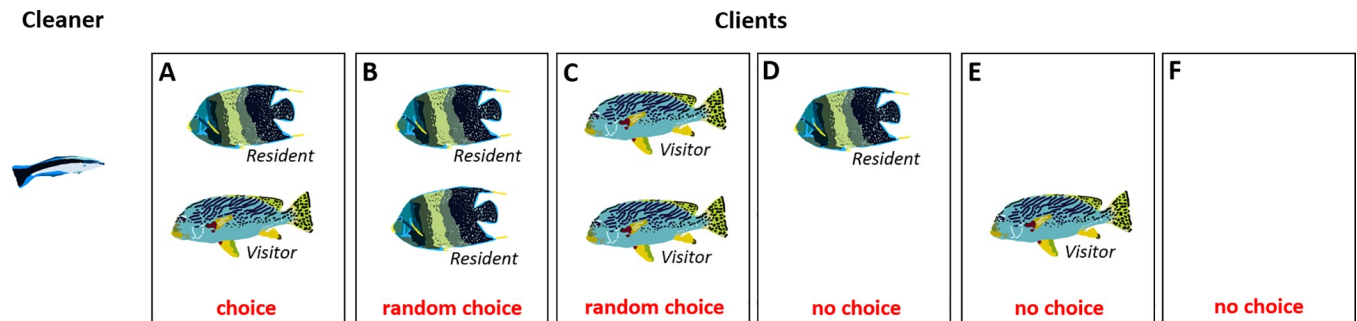 Cleaner
Clients
A
Resident
Visitor
choice
B
Resident
Resident
random choice
C
Visitor
Visitor
random choice
D
Resident
no choice
E
Visitor
no choice
F
no choice